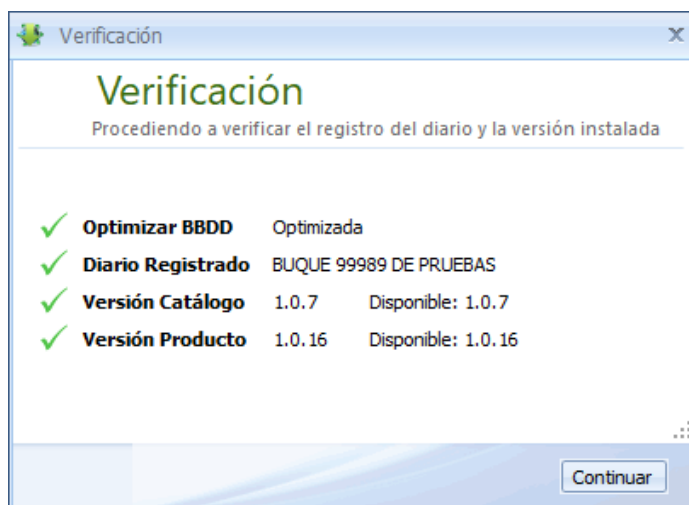 Verificación
Verificación
Procediendo a verificar el registro del diario y la versión instalada
Optimizar BBDD Optimizada
Diario Registrado BUQUE 99989 DE PRUEBAS
Versión Catálogo 1.0.7 Disponible: 1.0.7
Versión Producto 1.0.16 Disponible: 1.0.16
Continuar